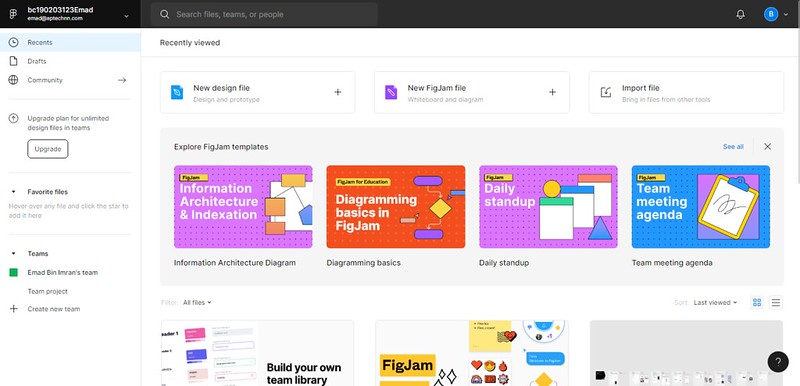 bc190203123Emad
emad@aptechnn.com
Search files, teams, or people
B
Recents
Drafts
Community
Upgrade plan for unlimited
design files in teams
Upgrade
Favorite files
Hover over any file and click the star to
add it here
Teams
Emad Bin Imran's team
Team project
Create new team
Recently viewed
New design file
Design and prototype
New FigJam file
Whiteboard and diagram
Import file
Bring in files from other tools
Explore FigJam templates
See all
FigJam
Information
Architecture
& Indexation
Information Architecture Diagram
FigJam for Education
Diagramming
basics in
FigJam
Diagramming basics
FigJam
Daily
standup
Daily standup
FigJam
Team
meeting
agenda
Team meeting agenda
Filter:
All files
Sort:
Last viewed
Header 1
Build your own
team library
FigJam
?